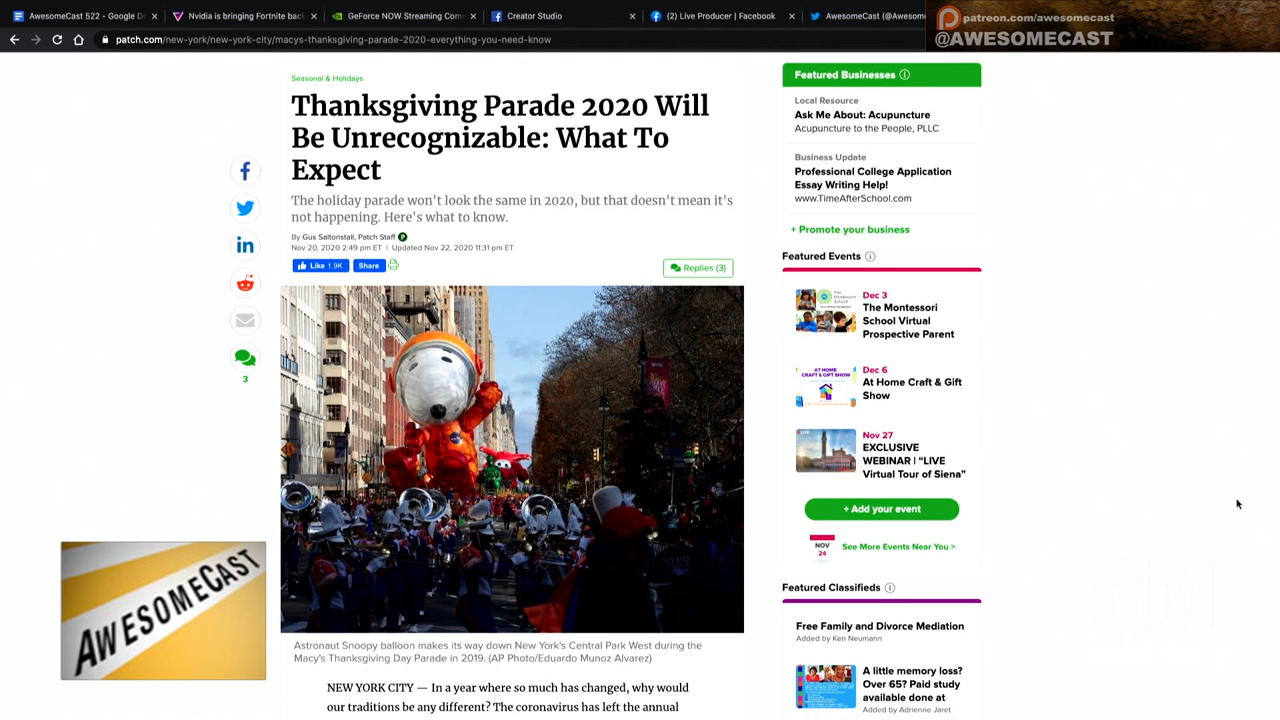 AwesomeCast 522 - Google D
Nvidia is bringing Fortnite back
GeForce NOW Streaming Com
Creator Studio
(2) Live Producer | Facebook
AwesomeCast (@Awesom
patreon.com/awesomecast
@AWESOMECAST
patch.com/new-york/new-york-city/macys-thanksgiving-parade-2020-everything-you-need-know
Seasonal & Holidays
Thanksgiving Parade 2020 Will
Be Unrecognizable: What To
Expect
The holiday parade won't look the same in 2020, but that doesn't mean it's
not happening. Here's what to know.
By Gus Saltonstall, Patch Staff P
Nov 20, 2020 2:49 pm ET | Updated Nov 22, 2020 11:31 pm ET
Like 1.9K
Share
Replies (3)
3
Astronaut Snoopy balloon makes its way down New York's Central Park West during the
Macy's Thanksgiving Day Parade in 2019. (AP Photo/Eduardo Munoz Alvarez)
NEW YORK CITY — In a year where so much has changed, why would
our traditions be any different? The coronavirus has left the annual
AWESOMECAST
Featured Businesses
Local Resource
Ask Me About: Acupuncture
Acupuncture to the People, PLLC
Business Update
Professional College Application
Essay Writing Help!
www.TimeAfterSchool.com
+ Promote your business
Featured Events
Dec 3
The Montessori
School Virtual
Prospective Parent
Dec 6
At Home Craft & Gift
Show
AT HOME
CRAFT & GIFT
SHOW
Nov 27
EXCLUSIVE
WEBINAR | “LIVE
Virtual Tour of Siena”
+ Add your event
NOV
24
See More Events Near You >
Featured Classifieds
Free Family and Divorce Mediation
Added by Ken Neumann
A little memory loss?
Over 65? Paid study
available done at
Added by Adrienne Jaret